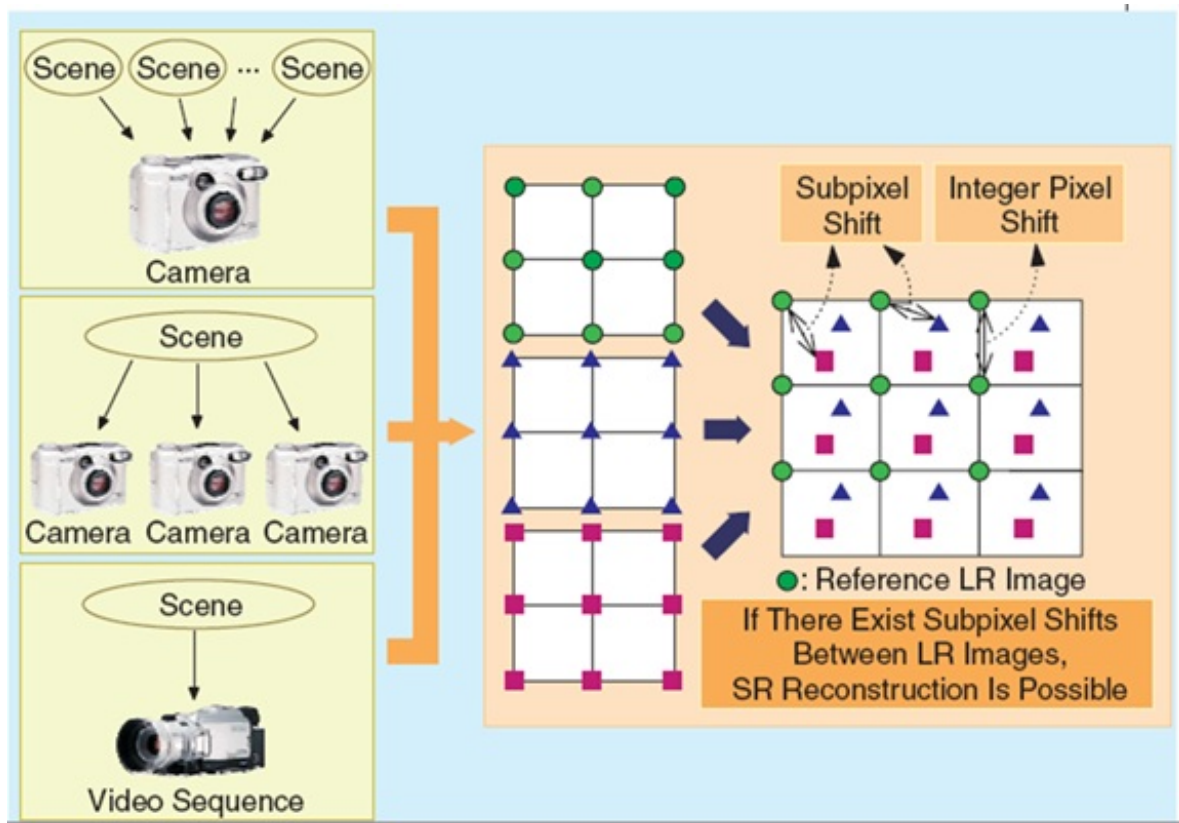 Scene Scene ... Scene
Camera
Scene
Camera Camera Camera
Scene
Video Sequence
Subpixel
Shift
Integer Pixel
Shift
: Reference LR Image
If There Exist Subpixel Shifts
Between LR Images,
SR Reconstruction Is Possible